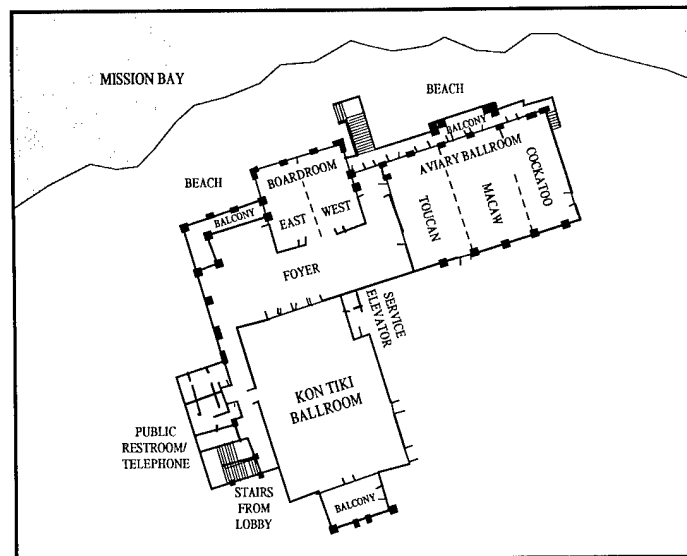 MISSION BAY
BEACH
BALCONY
AVIARY BALLROOM
COCKATOO
MACAW
TOUCAN
BOARDROOM
EAST
WEST
BEACH
BALCONY
FOYER
SERVICE
ELEVATOR
KON TIKI
BALLROOM
PUBLIC
RESTROOM/
TELEPHONE
STAIRS
FROM
LOBBY
BALCONY